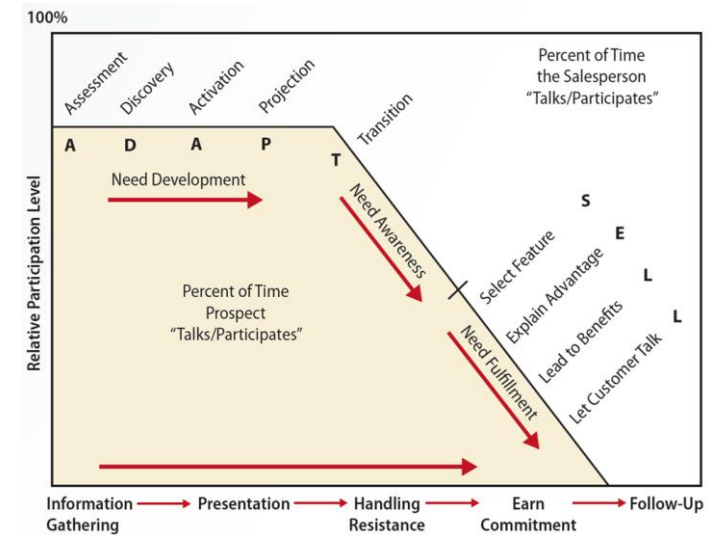 100%
Percent of Time
the Salesperson
“Talks/Participates”
Assessment
Discovery
Activation
Projection
Transition
A D A P T
Need Development
Need Awareness
S
E
L
L
Select Feature
Explain Advantage
Lead to Benefits
Let Customer Talk
Percent of Time
Prospect
“Talks/Participates”
Need Fulfillment
Relative Participation Level
Information
Gathering
Presentation
Handling
Resistance
Earn
Commitment
Follow-Up